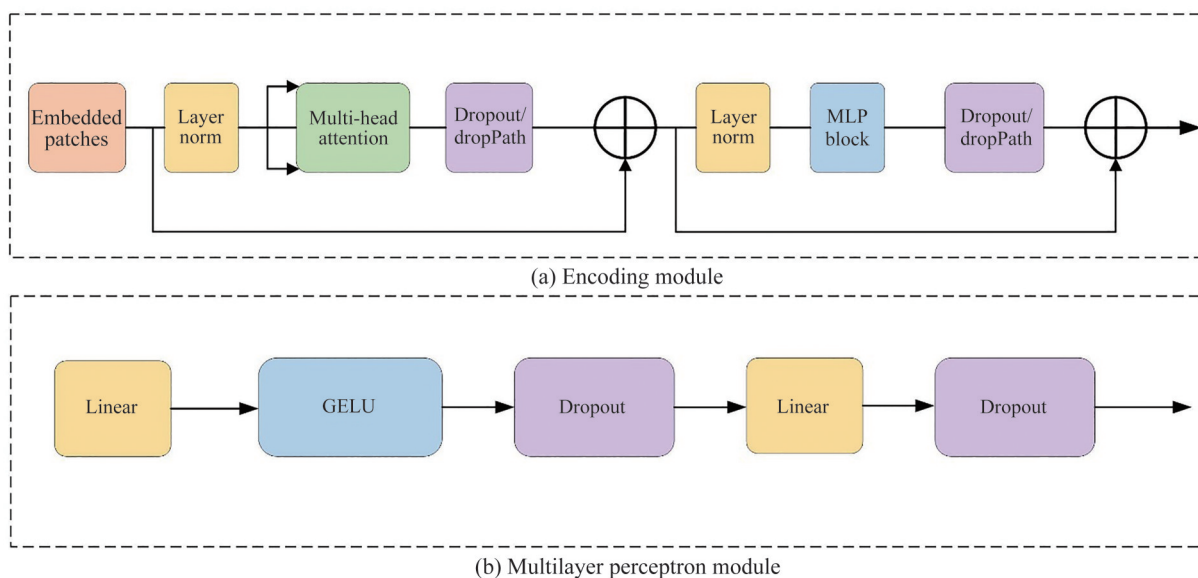 Embedded
patches
Layer
norm
Multi-head
attention
Dropout/
dropPath
Layer
norm
MLP
block
Dropout/
dropPath
(a) Encoding module
Linear
GELU
Dropout
Linear
Dropout
(b) Multilayer perceptron module